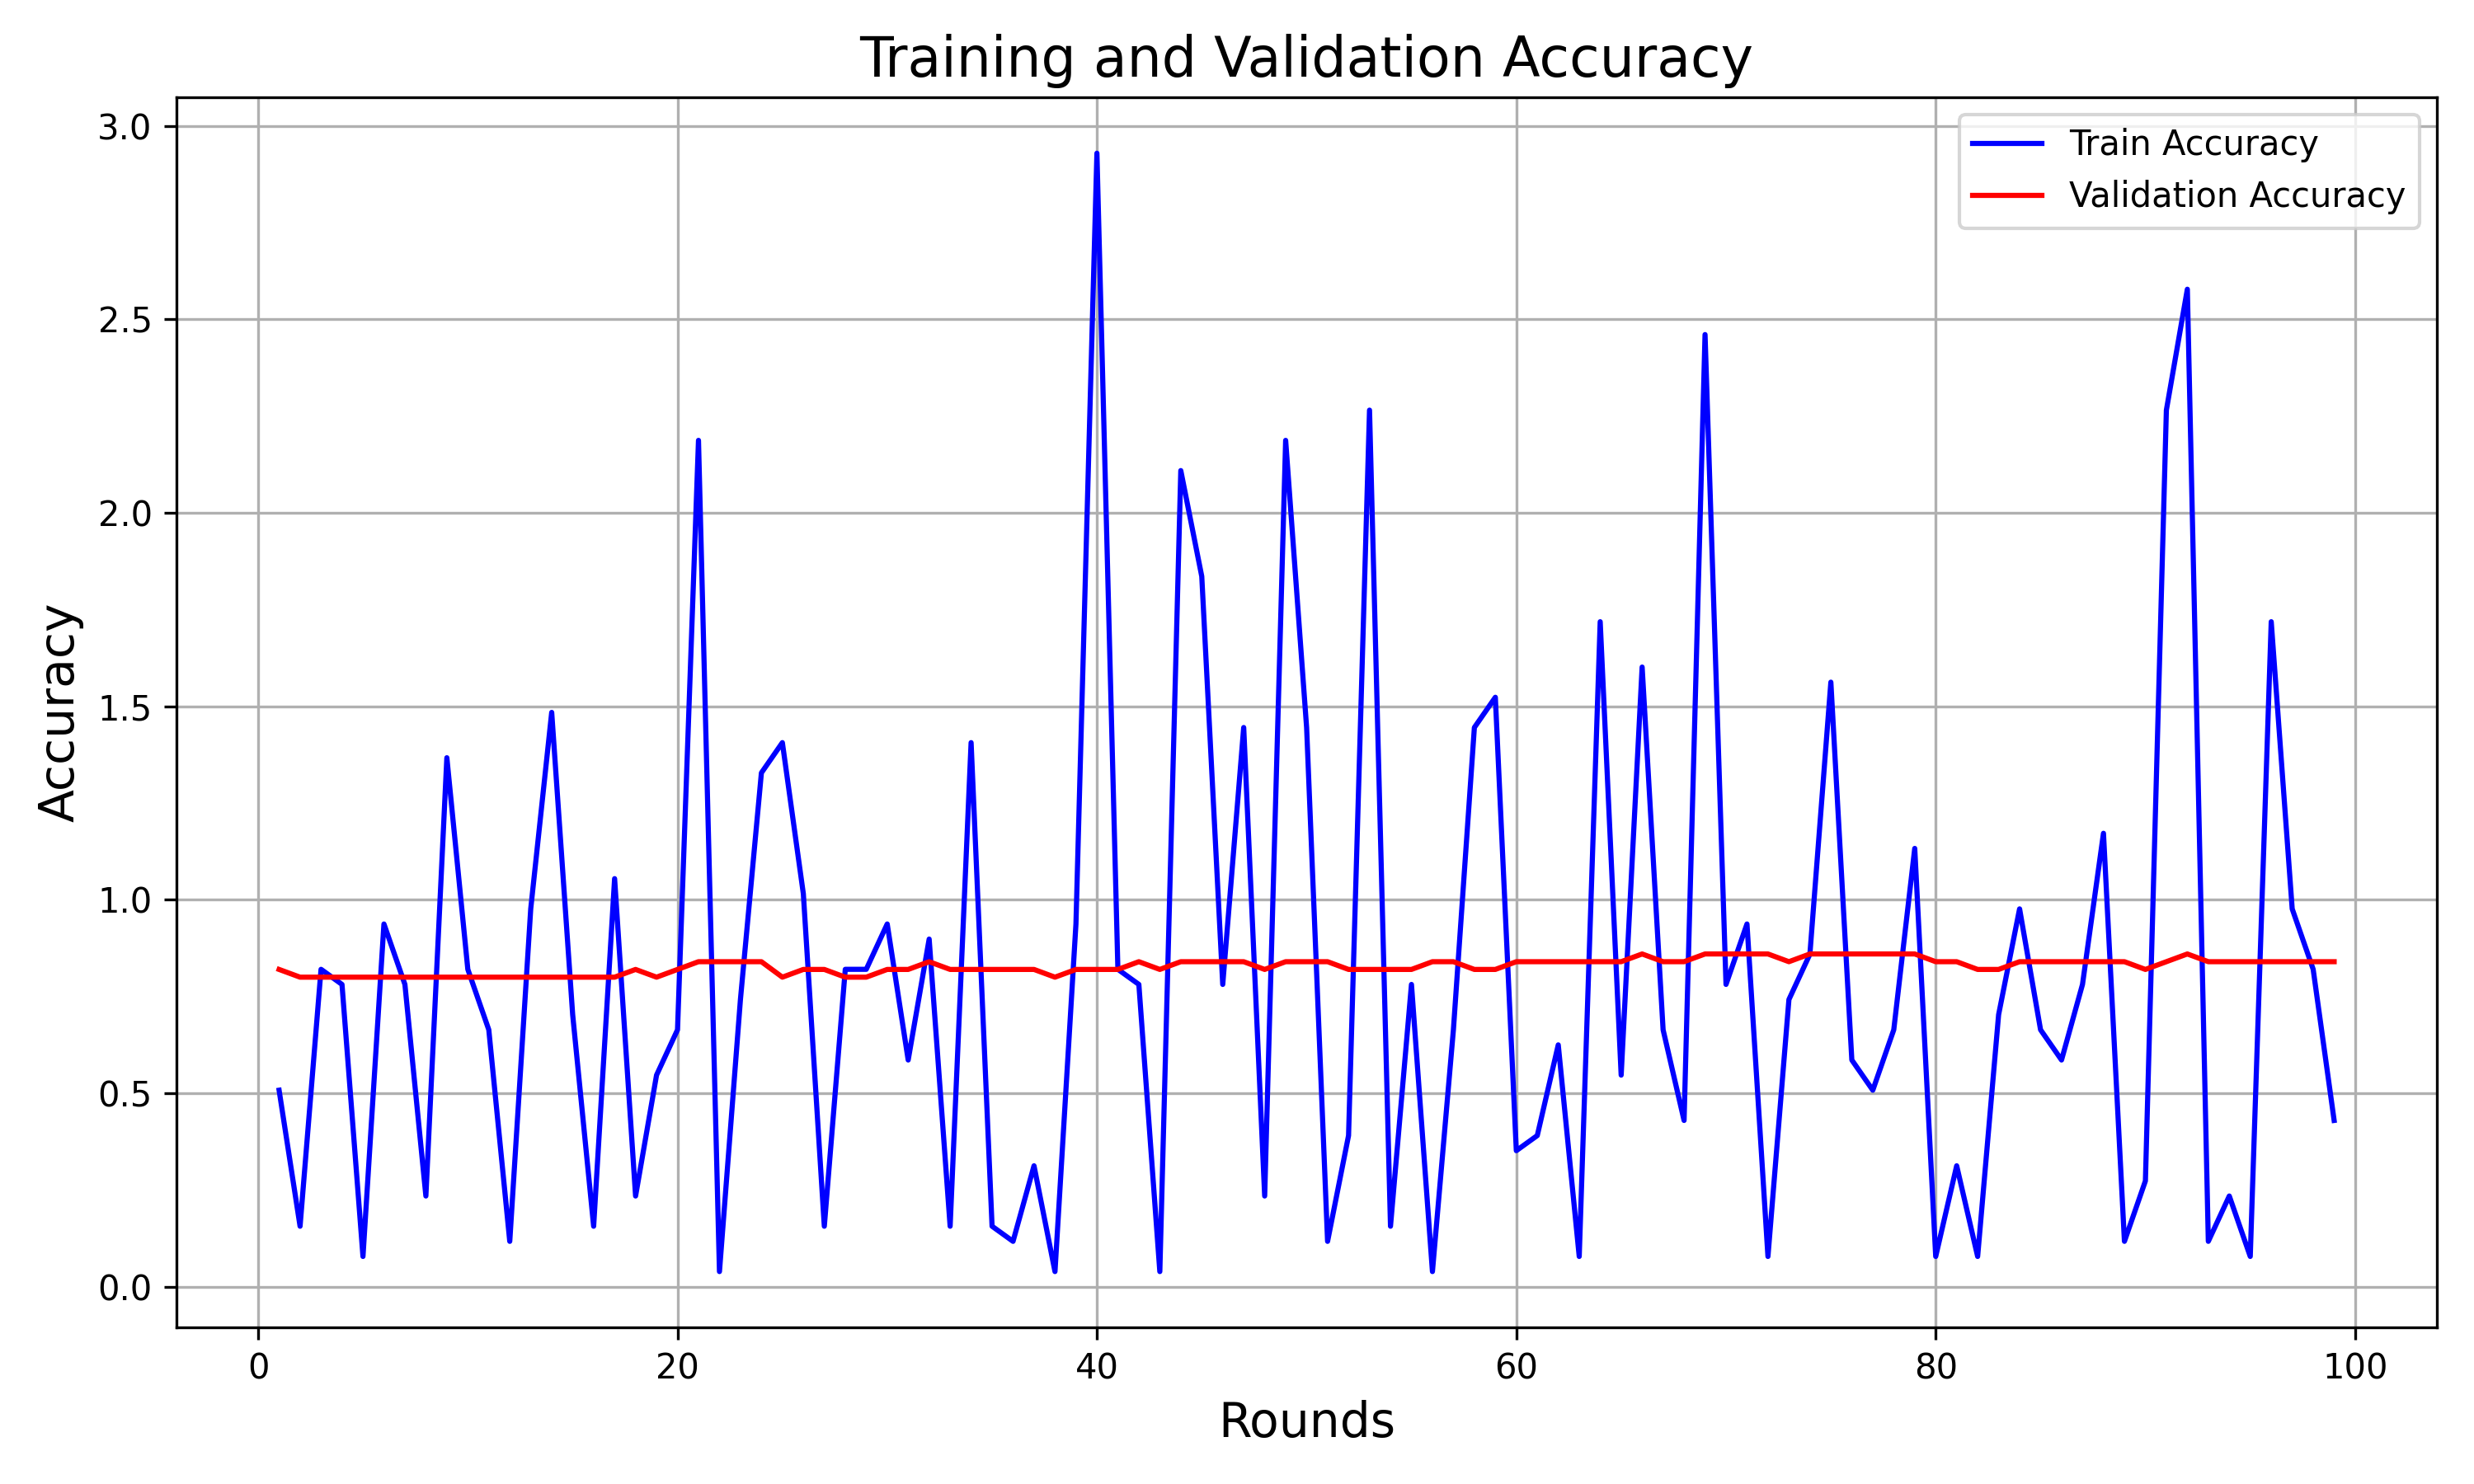 Training and Validation Accuracy
Train Accuracy
Validation Accuracy
Accuracy
3.0
2.5
2.0
1.5
1.0
0.5
0.0
0 20 40 60 80 100
Rounds